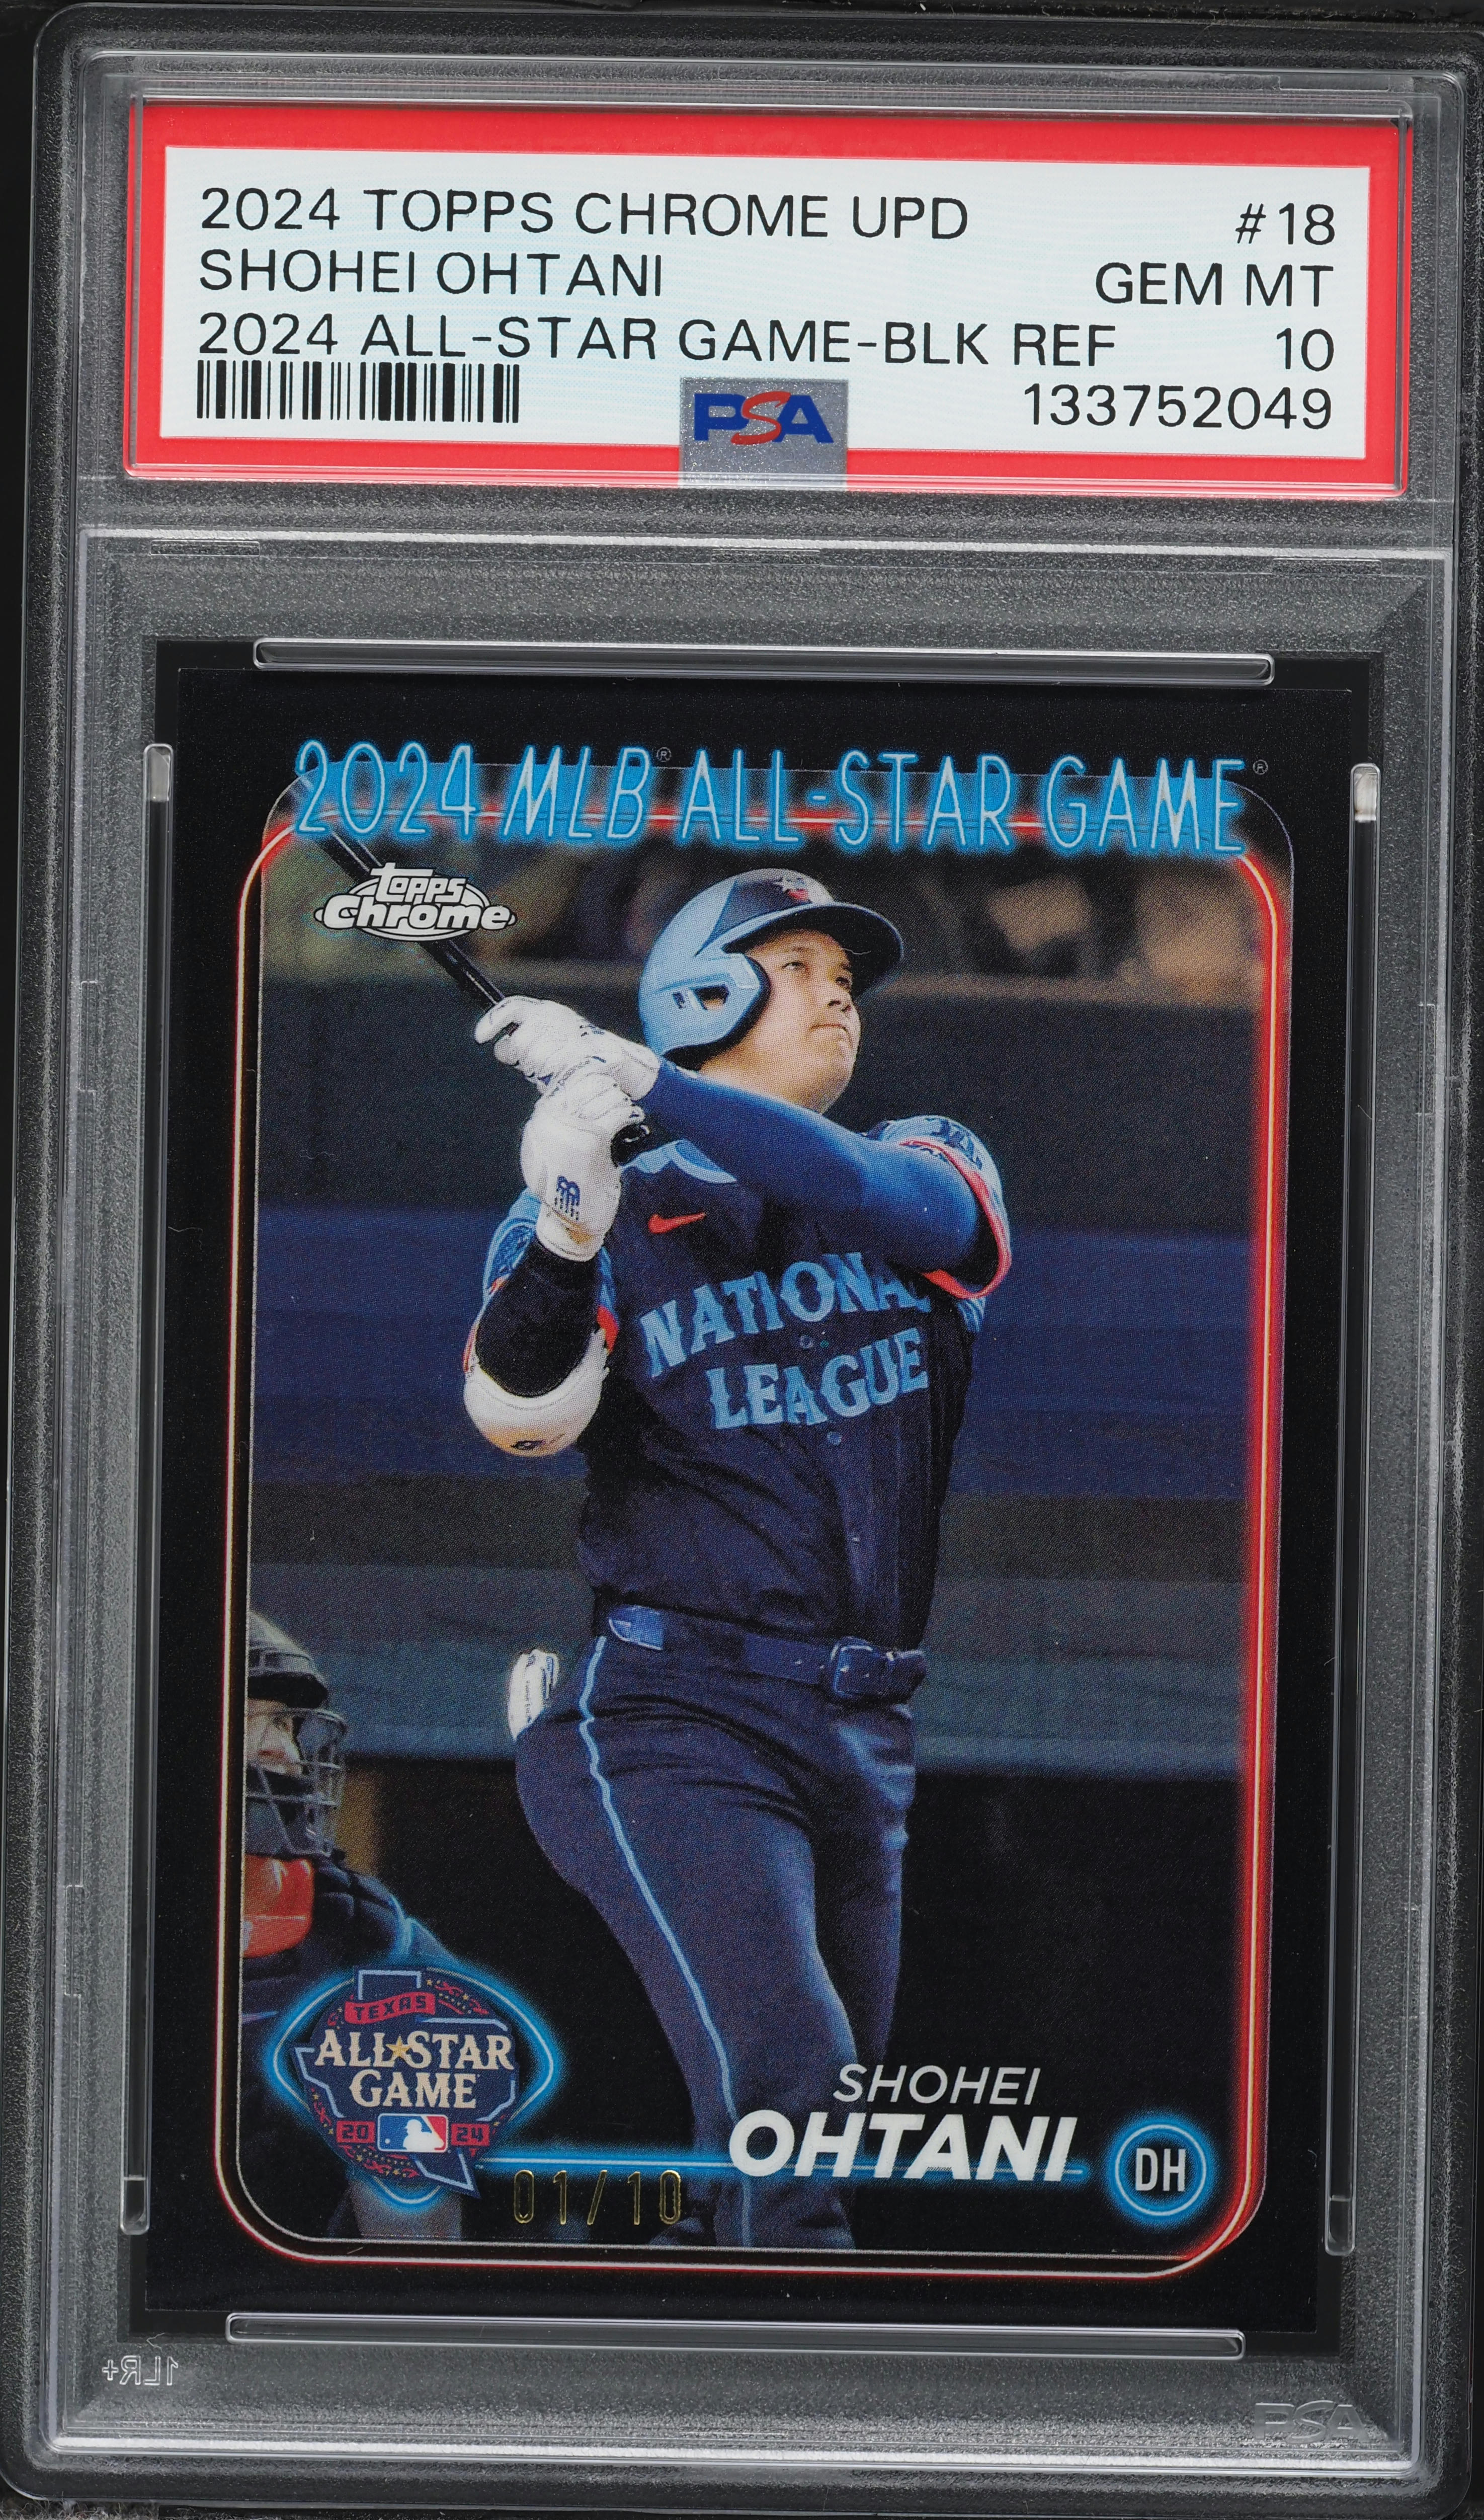 2024 TOPPS CHROME UPD #18
SHOHEI OHTANI GEM MT
2024 ALL-STAR GAME-BLK REF 10
PSA 133752049
2024 MLB® ALL-STAR GAME®
topps
Chrome
NATIONAL
LEAGUE
TEXAS
ALL★STAR
GAME
20 24
SHOHEI
OHTANI
DH
01/10
1LR+
PSA